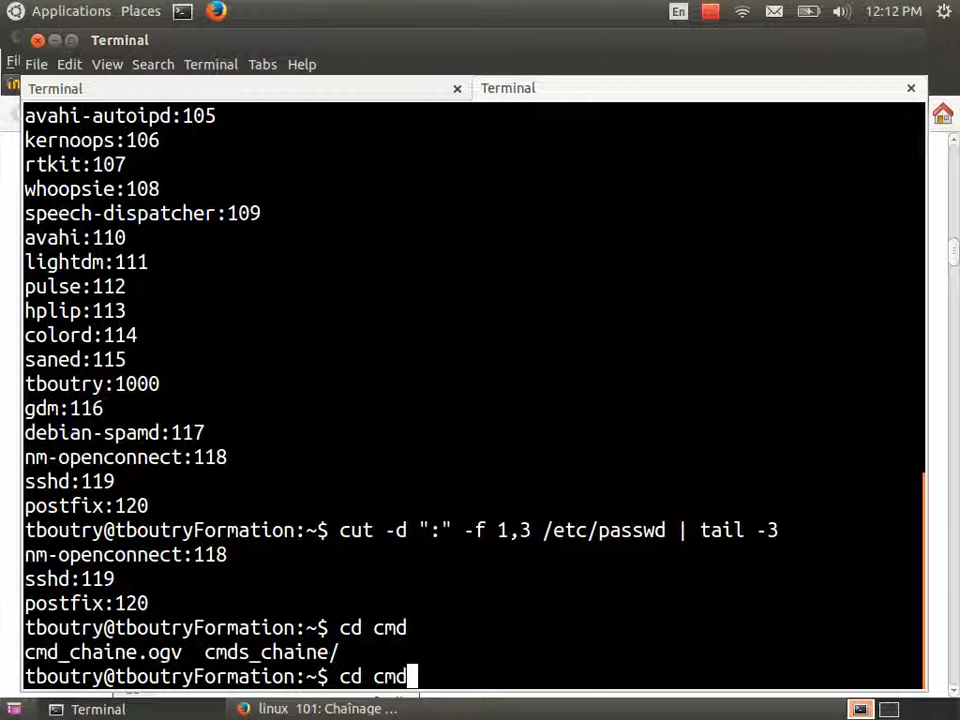 Applications Places En 12:12 PM
Terminal
File Edit View Search Terminal Tabs Help
Terminal × Terminal ×
avahi-autoipd:105
kernoops:106
rtkit:107
whoopsie:108
speech-dispatcher:109
avahi:110
lightdm:111
pulse:112
hplip:113
colord:114
saned:115
tboutry:1000
gdm:116
debian-spamd:117
nm-openconnect:118
sshd:119
postfix:120
tboutry@tboutryFormation:~$ cut -d ":" -f 1,3 /etc/passwd | tail -3
nm-openconnect:118
sshd:119
postfix:120
tboutry@tboutryFormation:~$ cd cmd
cmd_chaine.ogv cmds_chaine/
tboutry@tboutryFormation:~$ cd cmd
Terminal linux 101: Chaînage ...